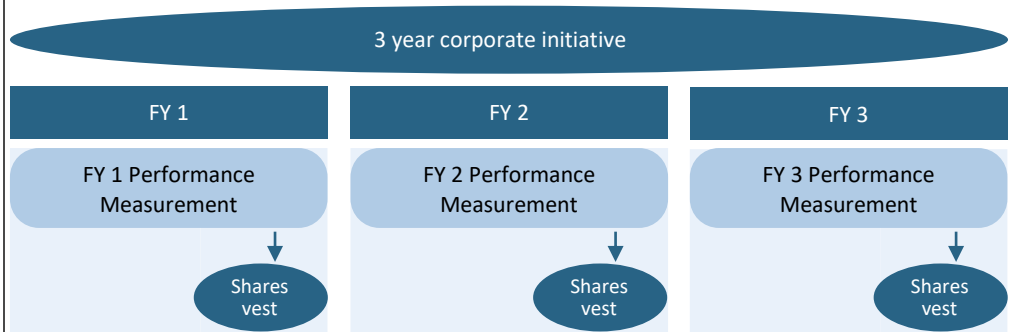 3 year corporate initiative
FY 1
FY 2
FY 3
FY 1 Performance
Measurement
FY 2 Performance
Measurement
FY 3 Performance
Measurement
Shares
vest
Shares
vest
Shares
vest